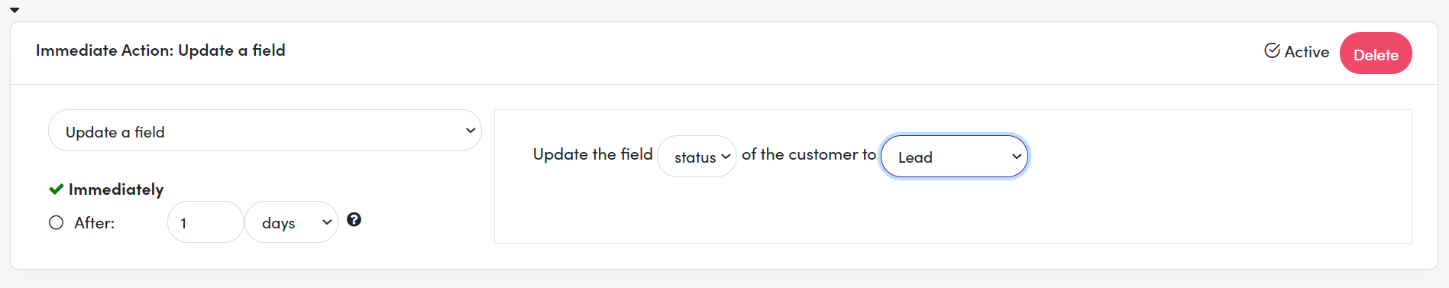 Immediate Action: Update a field
Active
Delete
Update a field
Update the field status of the customer to Lead
Immediately
After: 1 days